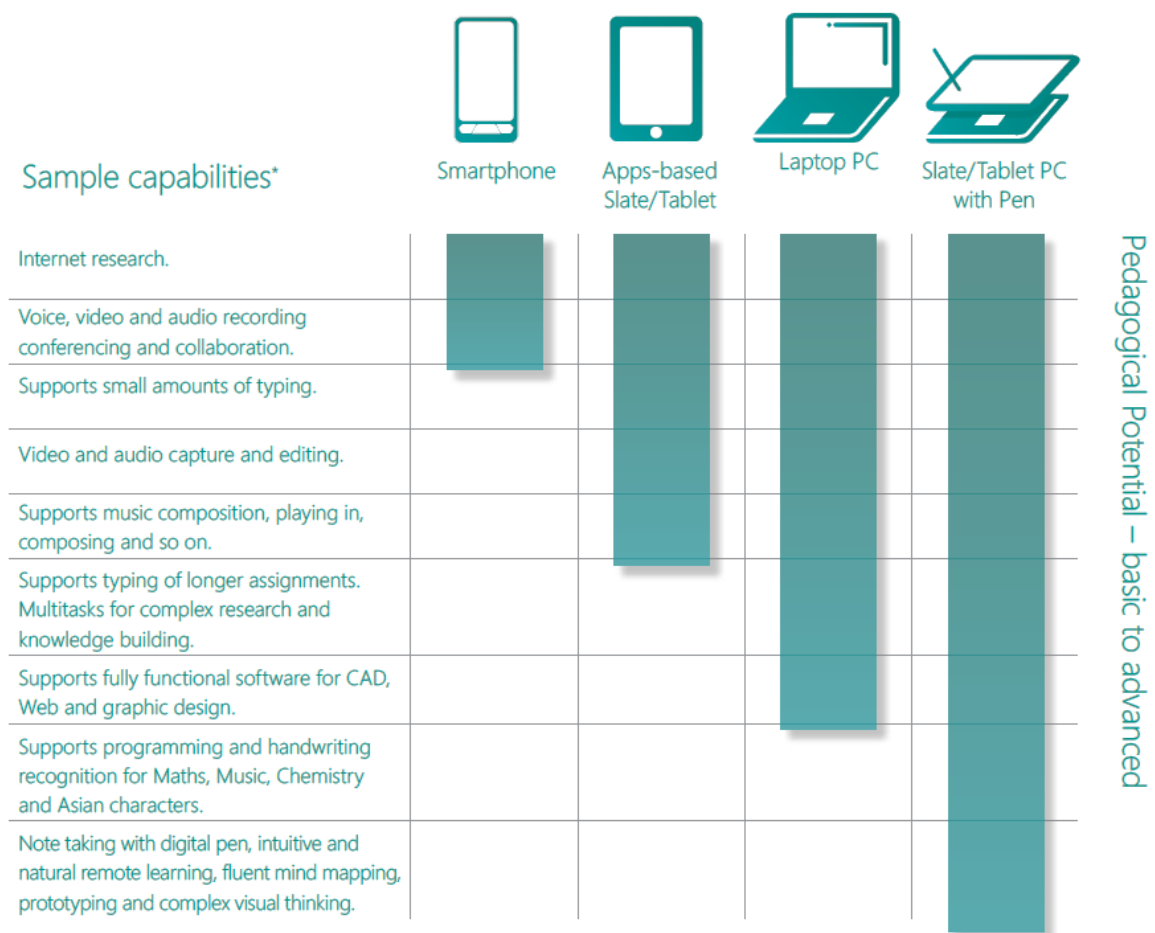 Sample capabilities*
Smartphone
Apps-based
Slate/Tablet
Laptop PC
Slate/Tablet PC
with Pen
Internet research.
Voice, video and audio recording
conferencing and collaboration.
Supports small amounts of typing.
Video and audio capture and editing.
Supports music composition, playing in,
composing and so on.
Supports typing of longer assignments.
Multitasks for complex research and
knowledge building.
Supports fully functional software for CAD,
Web and graphic design.
Supports programming and handwriting
recognition for Maths, Music, Chemistry
and Asian characters.
Note taking with digital pen, intuitive and
natural remote learning, fluent mind mapping,
prototyping and complex visual thinking.
Pedagogical Potential – basic to advanced